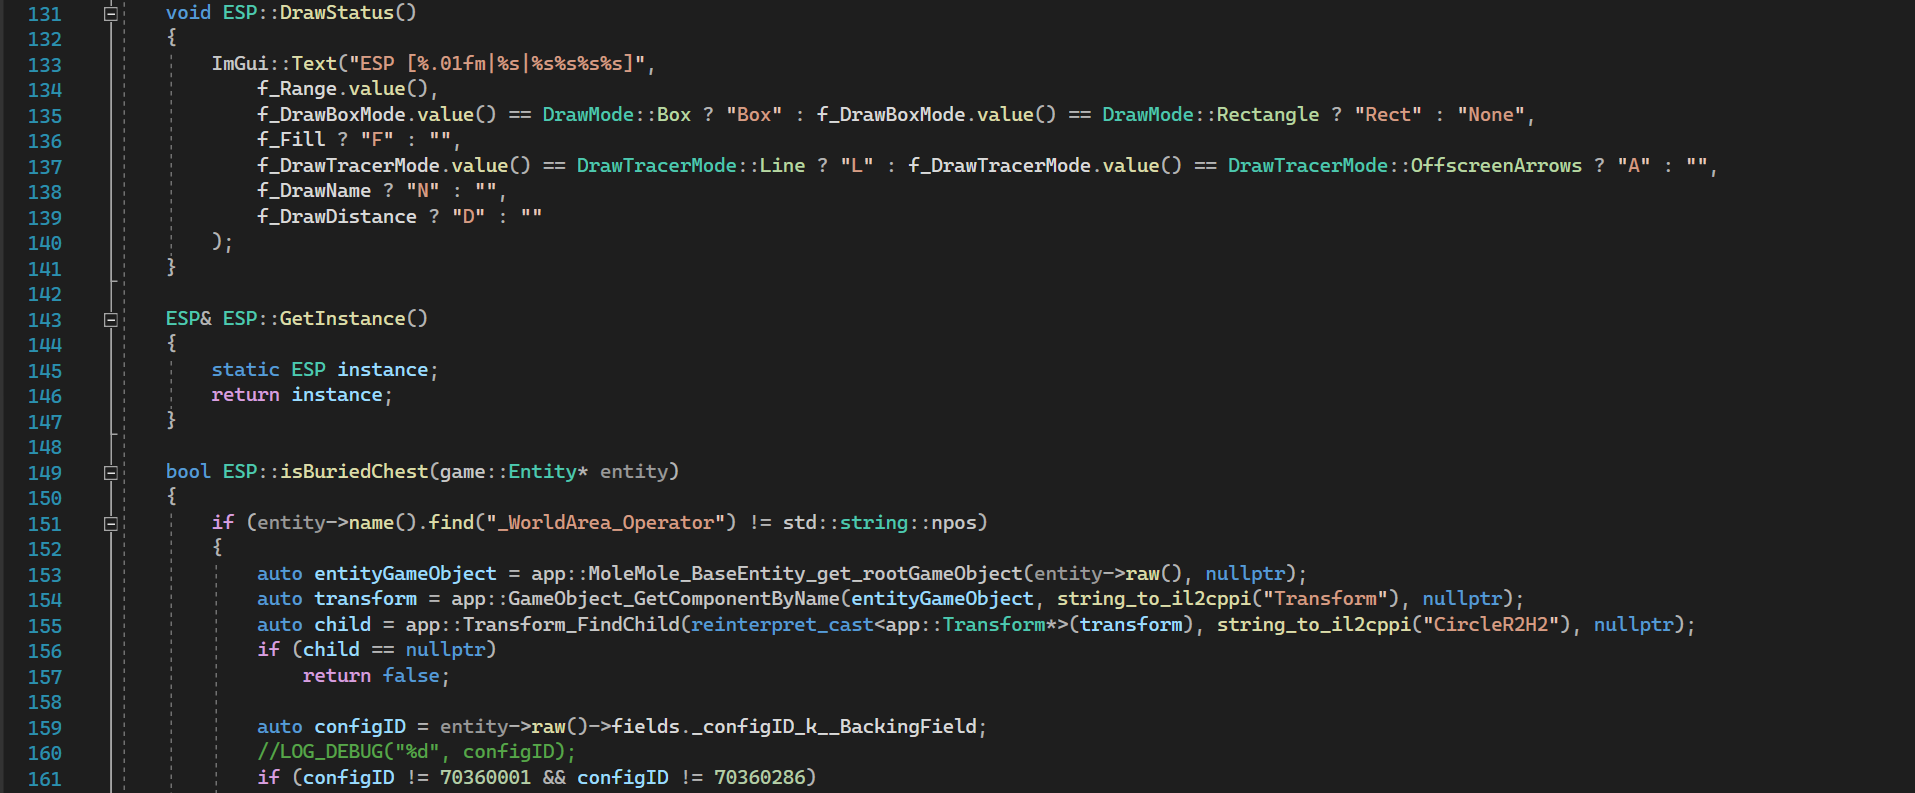 131 void ESP::DrawStatus()
132 {
133 ImGui::Text("ESP [%.01fm|%s|%s%s%s%s]",
134 f_Range.value(),
135 f_DrawBoxMode.value() == DrawMode::Box ? "Box" : f_DrawBoxMode.value() == DrawMode::Rectangle ? "Rect" : "None",
136 f_Fill ? "F" : "",
137 f_DrawTracerMode.value() == DrawTracerMode::Line ? "L" : f_DrawTracerMode.value() == DrawTracerMode::OffscreenArrows ? "A" : "",
138 f_DrawName ? "N" : "",
139 f_DrawDistance ? "D" : ""
140 );
141 }
142
143 ESP& ESP::GetInstance()
144 {
145 static ESP instance;
146 return instance;
147 }
148
149 bool ESP::isBuriedChest(game::Entity* entity)
150 {
151 if (entity->name().find("_WorldArea_Operator") != std::string::npos)
152 {
153 auto entityGameObject = app::MoleMole_BaseEntity_get_rootGameObject(entity->raw(), nullptr);
154 auto transform = app::GameObject_GetComponentByName(entityGameObject, string_to_il2cppi("Transform"), nullptr);
155 auto child = app::Transform_FindChild(reinterpret_cast<app::Transform*>(transform), string_to_il2cppi("CircleR2H2"), nullptr);
156 if (child == nullptr)
157 return false;
158
159 auto configID = entity->raw()->fields._configID_k__BackingField;
160 //LOG_DEBUG("%d", configID);
161 if (configID != 70360001 && configID != 70360286)